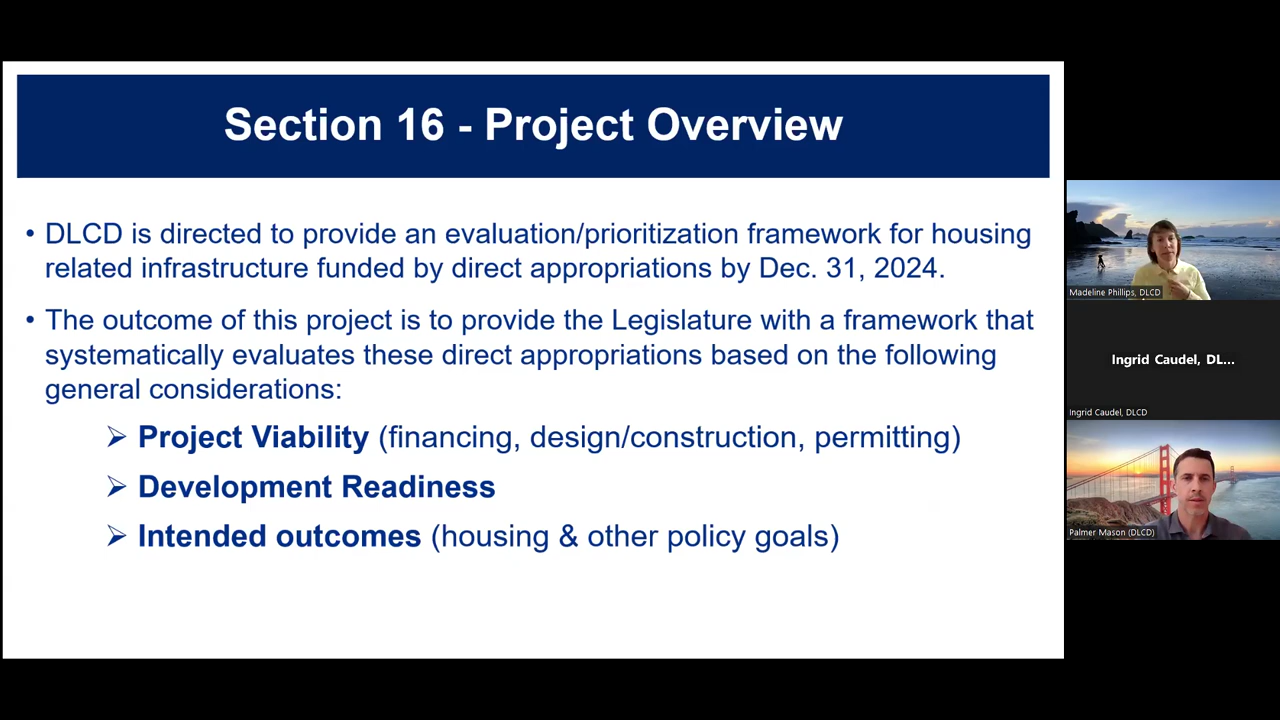 Section 16 - Project Overview
• DLCD is directed to provide an evaluation/prioritization framework for housing
related infrastructure funded by direct appropriations by Dec. 31, 2024.
• The outcome of this project is to provide the Legislature with a framework that
systematically evaluates these direct appropriations based on the following
general considerations:
➢ Project Viability (financing, design/construction, permitting)
➢ Development Readiness
➢ Intended outcomes (housing & other policy goals)
Madeline Phillips, DLCD
Ingrid Caudel, DL...
Ingrid Caudel, DLCD
Palmer Mason (DLCD)